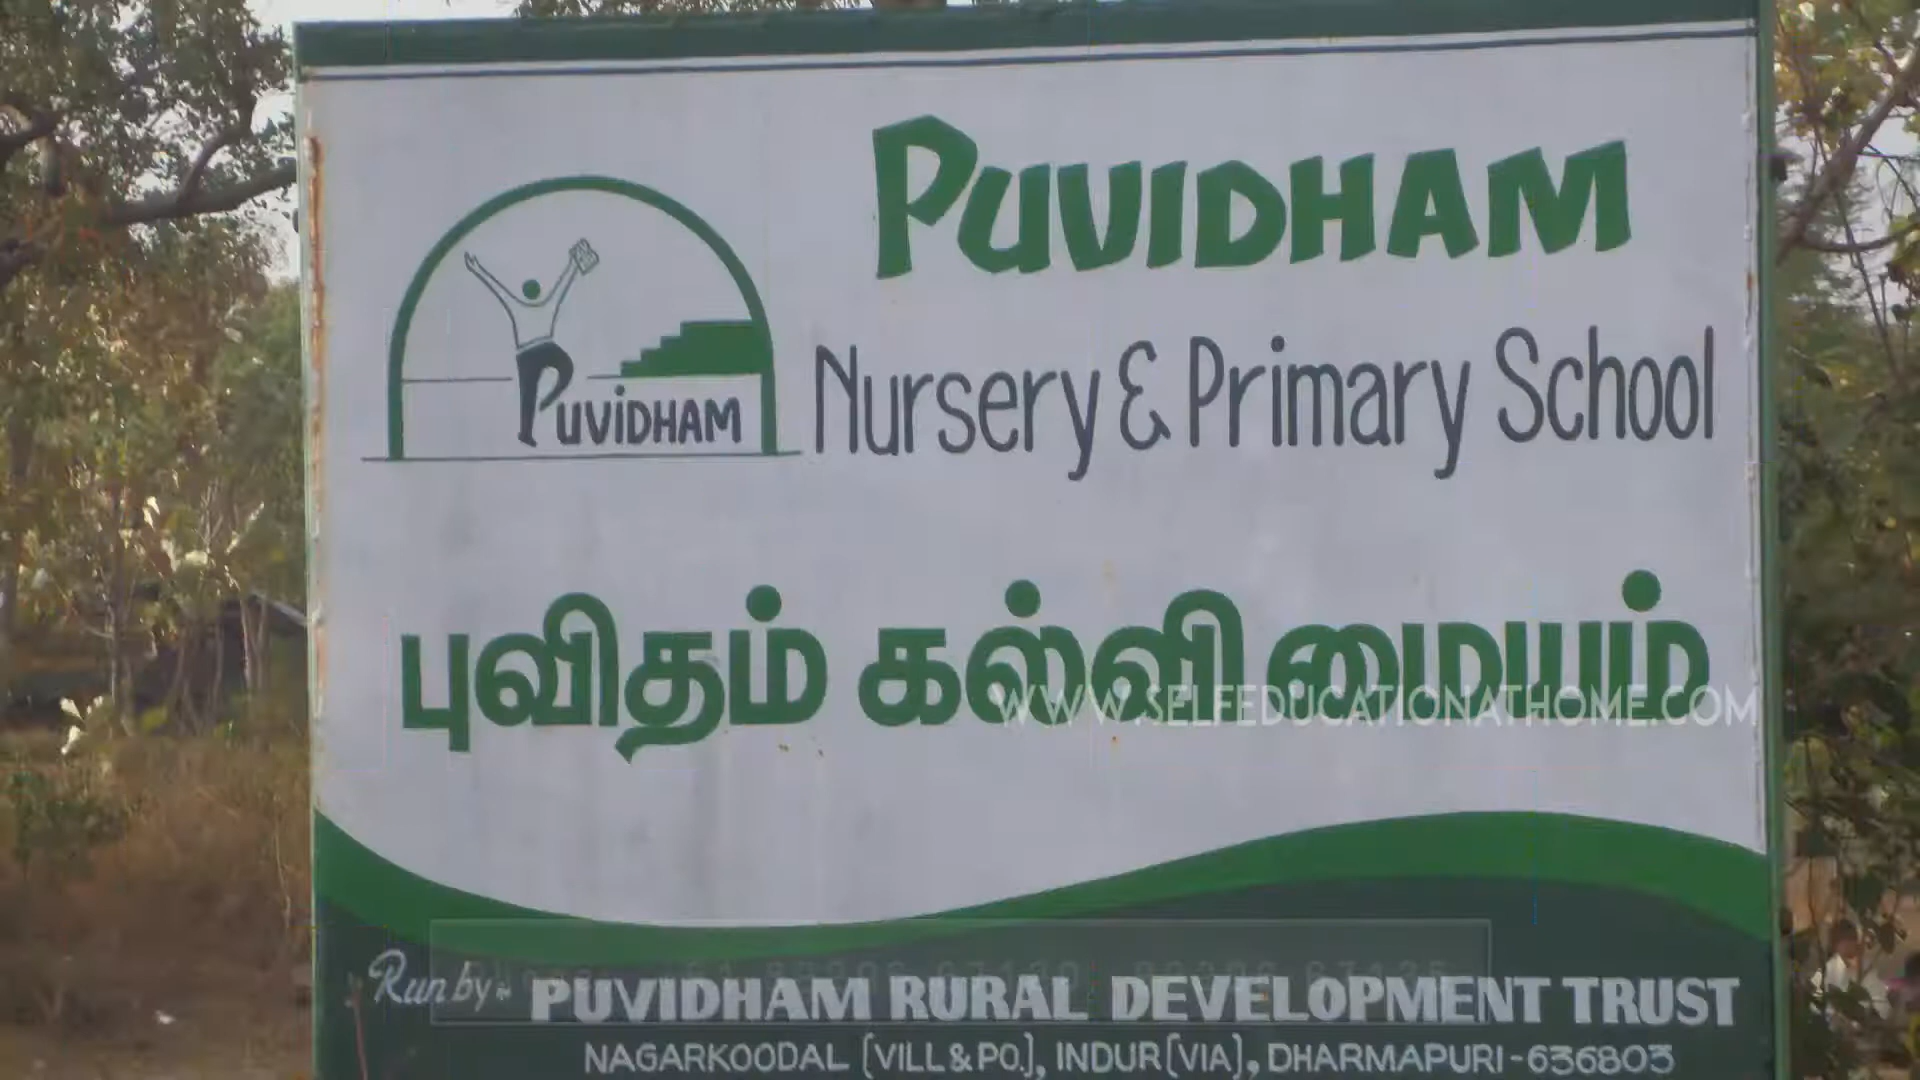 PUVIDHAM
PUVIDHAM
Nursery & Primary School
புவிதம் கல்வி மையம்
WWW.SELFEDUCATIONATHOME.COM
Run by:- PUVIDHAM RURAL DEVELOPMENT TRUST
NAGARKOODAL (VILL & PO.), INDUR (VIA), DHARMAPURI-636803